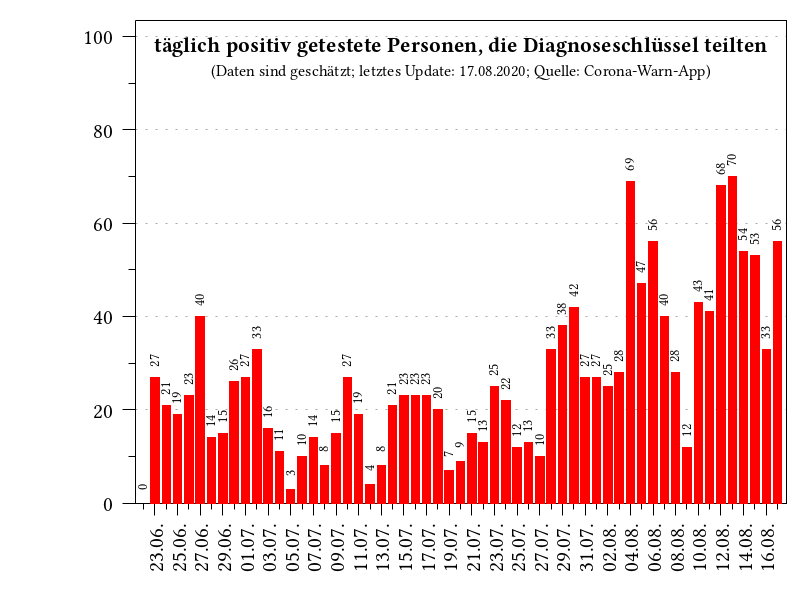 täglich positiv getestete Personen, die Diagnoseschlüssel teilten
(Daten sind geschätzt; letztes Update: 17.08.2020; Quelle: Corona-Warn-App)
100
80
60
40
20
0
0 27 21 19 23 40 14 15 26 27 33 16 11 3 10 14 8 15 27 19 4 8 21 23 23 23 20 7 9 15 13 25 22 12 13 10 33 38 42 27 27 25 28 69 47 56 40 28 12 43 41 68 70 54 53 33 56
23.06. 25.06. 27.06. 29.06. 01.07. 03.07. 05.07. 07.07. 09.07. 11.07. 13.07. 15.07. 17.07. 19.07. 21.07. 23.07. 25.07. 27.07. 29.07. 31.07. 02.08. 04.08. 06.08. 08.08. 10.08. 12.08. 14.08. 16.08.